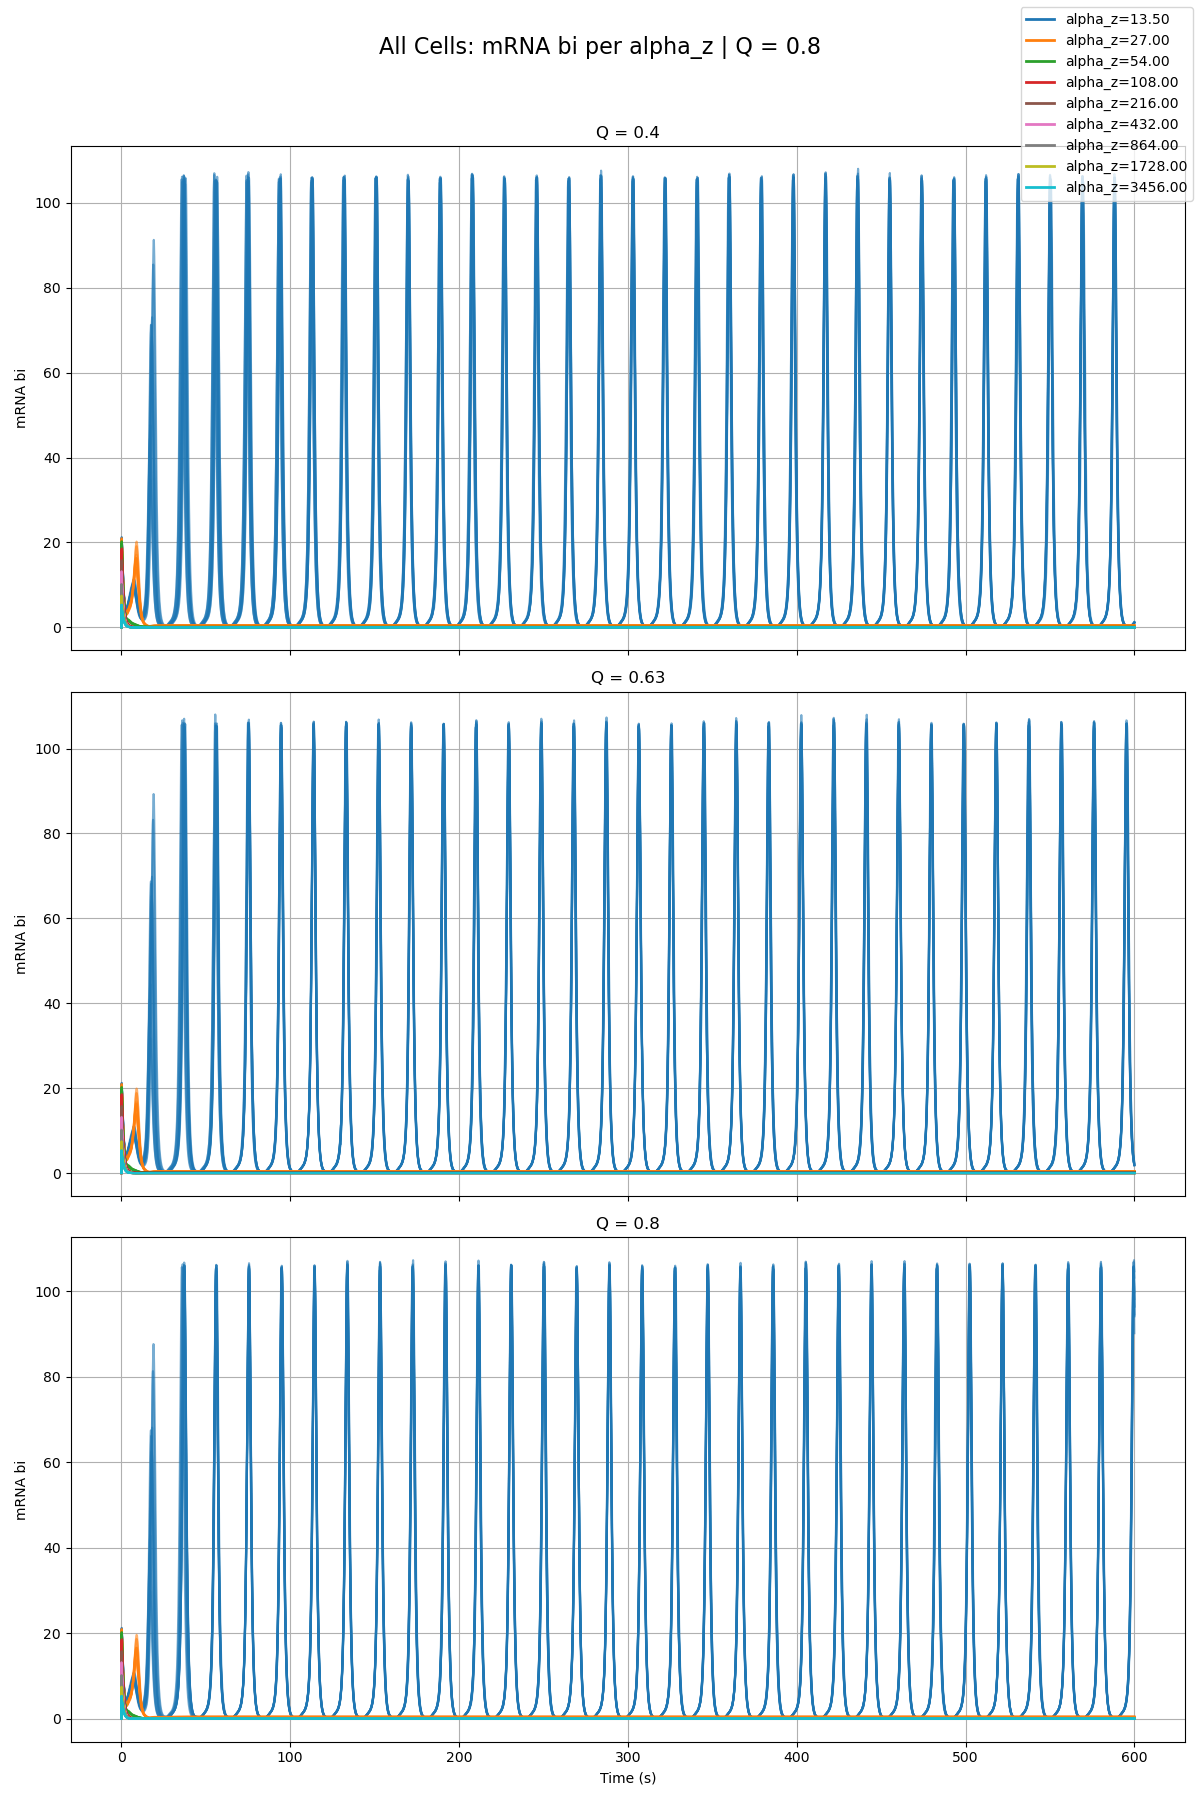 All Cells: mRNA bi per alpha_z | Q = 0.8
alpha_z=13.50
alpha_z=27.00
alpha_z=54.00
alpha_z=108.00
alpha_z=216.00
alpha_z=432.00
alpha_z=864.00
alpha_z=1728.00
alpha_z=3456.00
Q = 0.4
100
80
60
40
20
0
mRNA bi
Q = 0.63
100
80
60
40
20
0
mRNA bi
Q = 0.8
100
80
60
40
20
0
mRNA bi
0 100 200 300 400 500 600
Time (s)